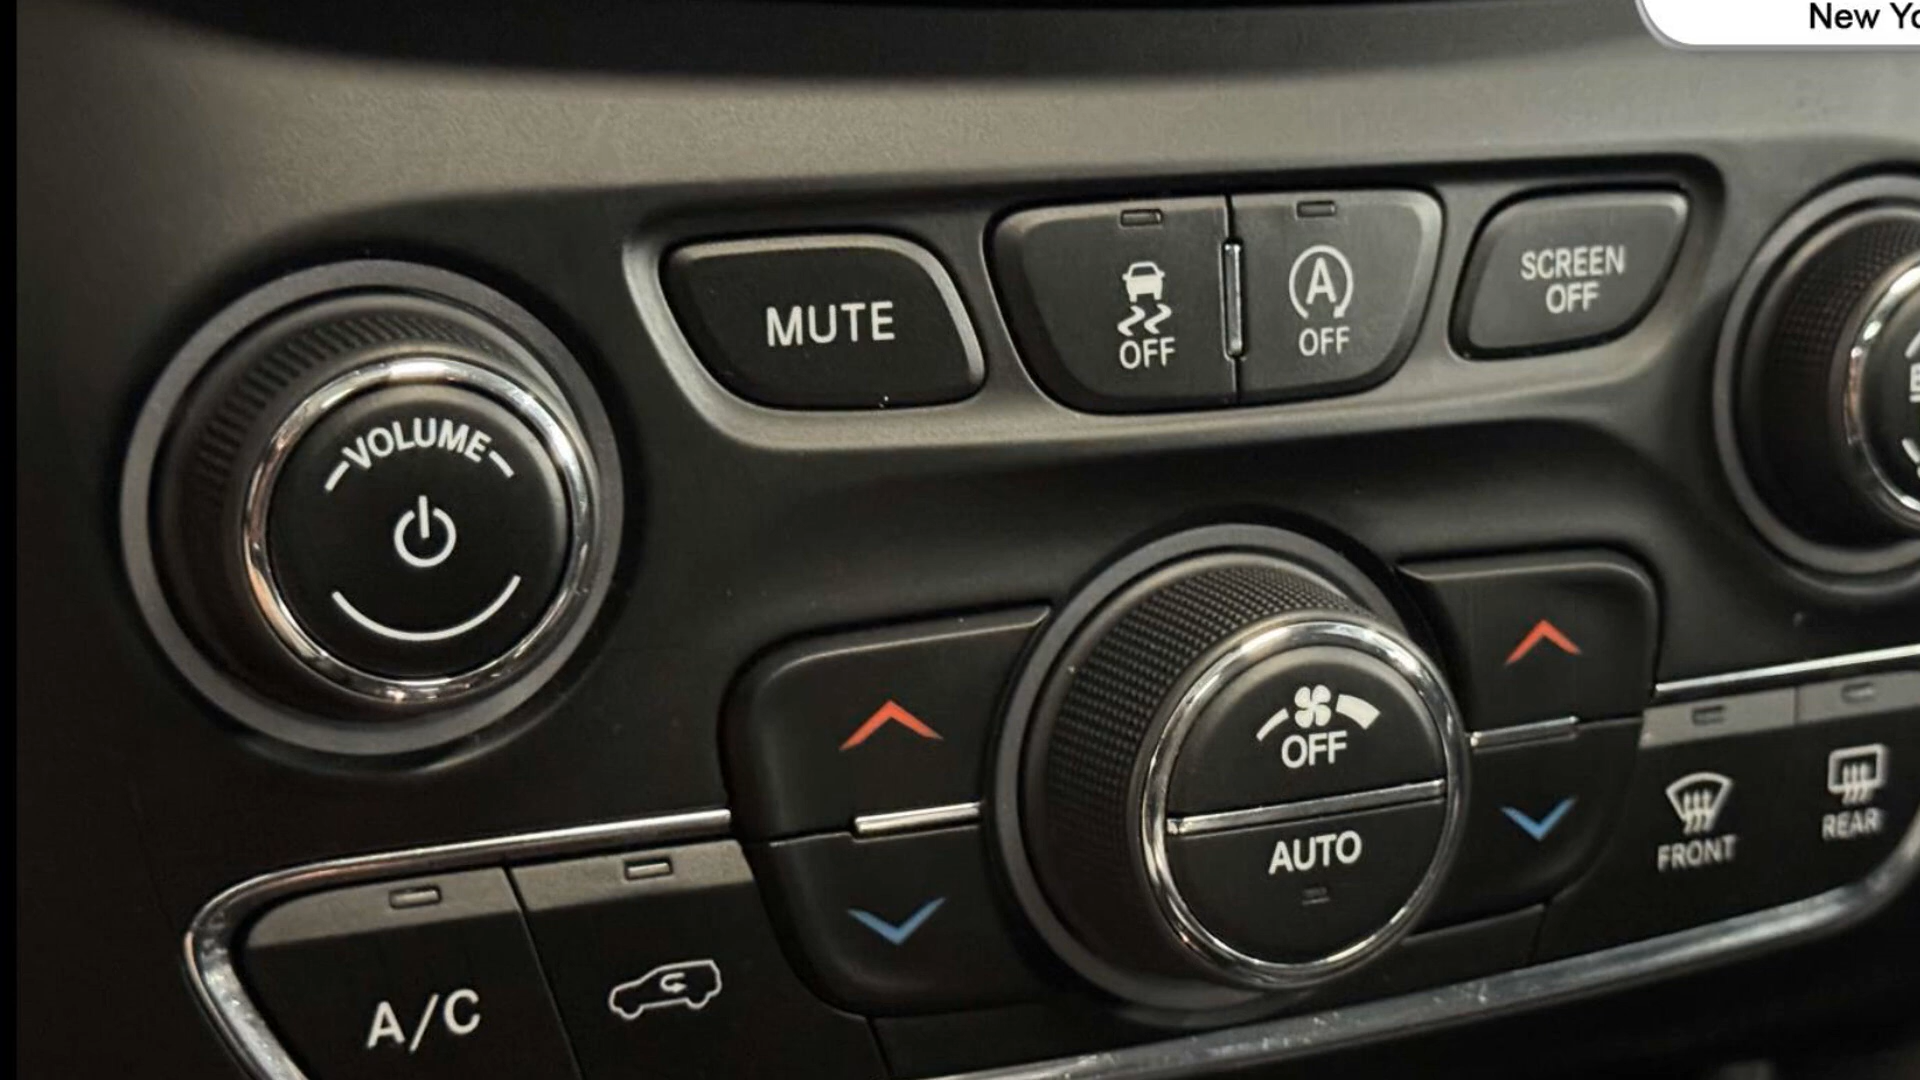 New Yo
MUTE
OFF
A
OFF
SCREEN
OFF
VOLUME
OFF
AUTO
FRONT
REAR
A/C